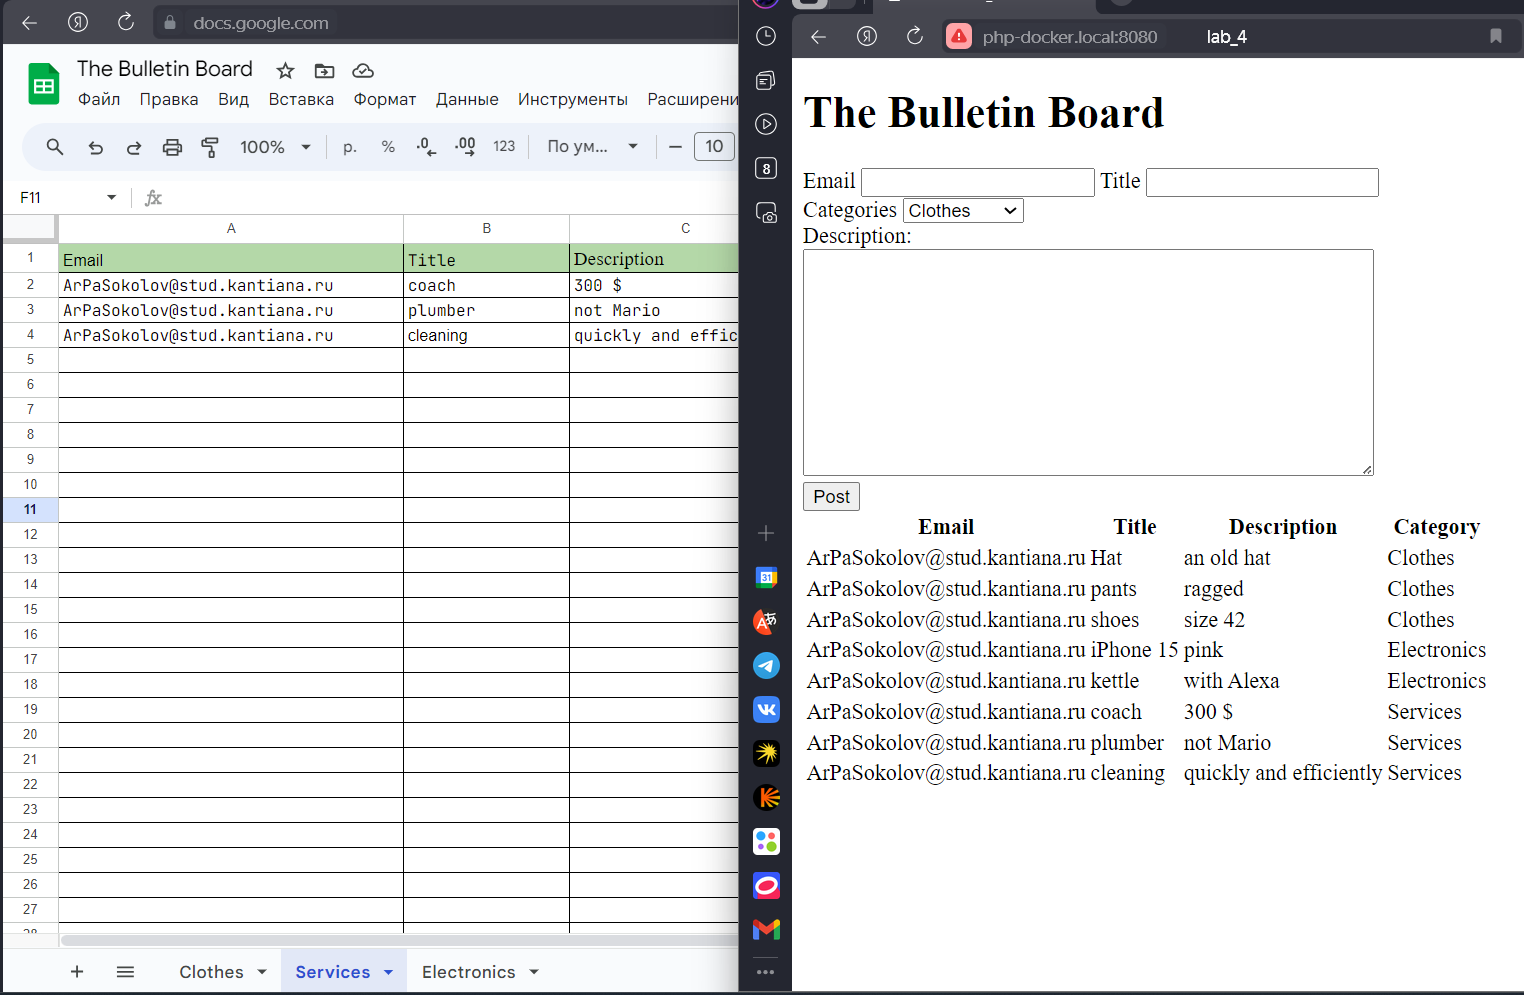 docs.google.com
The Bulletin Board
Файл Правка Вид Вставка Формат Данные Инструменты
100% р. % .0 .00 123 По ум... 10
F11 fx
A B C
1 Email Title Description
2 ArPaSokolov@stud.kantiana.ru coach 300 $
3 ArPaSokolov@stud.kantiana.ru plumber not Mario
4 ArPaSokolov@stud.kantiana.ru cleaning quickly and effic
5
6
7
8
9
10
11
12
13
14
15
16
17
18
19
20
21
22
23
24
25
26
27
Clothes Services Electronics
8
31
php-docker.local:8080 lab_4
The Bulletin Board
Email Title
Categories Clothes
Description:
Post
Email Title Description Category
ArPaSokolov@stud.kantiana.ru Hat an old hat Clothes
ArPaSokolov@stud.kantiana.ru pants ragged Clothes
ArPaSokolov@stud.kantiana.ru shoes size 42 Clothes
ArPaSokolov@stud.kantiana.ru iPhone 15 pink Electronics
ArPaSokolov@stud.kantiana.ru kettle with Alexa Electronics
ArPaSokolov@stud.kantiana.ru coach 300 $ Services
ArPaSokolov@stud.kantiana.ru plumber not Mario Services
ArPaSokolov@stud.kantiana.ru cleaning quickly and efficiently Services